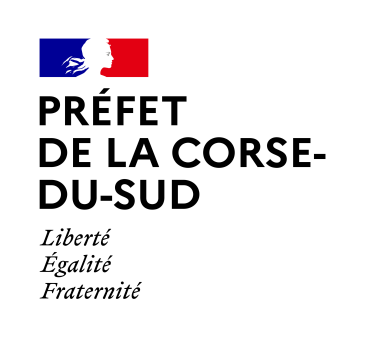 PRÉFET
DE LA CORSE-
DU-SUD
Liberté
Égalité
Fraternité